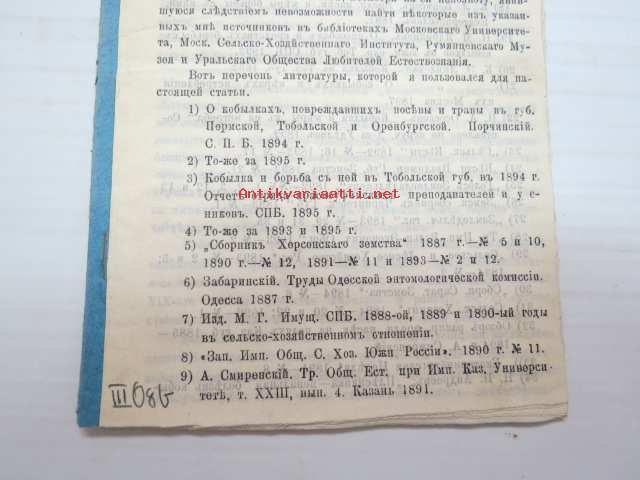 шуюся слѣдствіемъ невозможности найти нѣкоторые изъ указан-
ныхъ мнѣ источниковъ въ библіотекахъ Московскаго Университе-
та, Моск. Сельско-Хозяйственнаго Института, Румянцовскаго Му-
зея и Уральскаго Общества Любителей Естествознанія.
Вотъ перечень литературы, которой я пользовался для на-
стоящей статьи.
1) О кобылкахъ, повреждавшихъ посѣвы и травы въ губ.
Пермской, Тобольской и Оренбургской. Порчинскій.
С. П. Б. 1894 г.
2) То-же за 1895 г.
3) Кобылка и борьба съ ней въ Тобольской губ. въ 1894 г.
Antikvariaatti.net
Отчетъ преподавателей и уче-
никовъ. СПБ. 1895 г.
4) То-же за 1893 и 1895 г.
5) „Сборникъ Херсонскаго земства“ 1887 г.—№ 5 и 10,
1890 г.—№ 12, 1891—№ 11 и 1893—№ 2 и 12.
6) Забаринскій. Труды Одесской энтомологической комиссіи.
Одесса 1887 г.
7) Изд. М. Г. Имущ. СПБ. 1888-ой, 1889 и 1890-ый годы
въ сельско-хозяйственномъ отношеніи.
8) «Зап. Имп. Общ. С. Хоз. Южн Россіи». 1890 г. № 11.
9) А. Смиренскій. Тр. Общ. Ест. при Имп. Каз. Универси-
тетѣ, т. XXIII, вып. 4. Казань 1891.